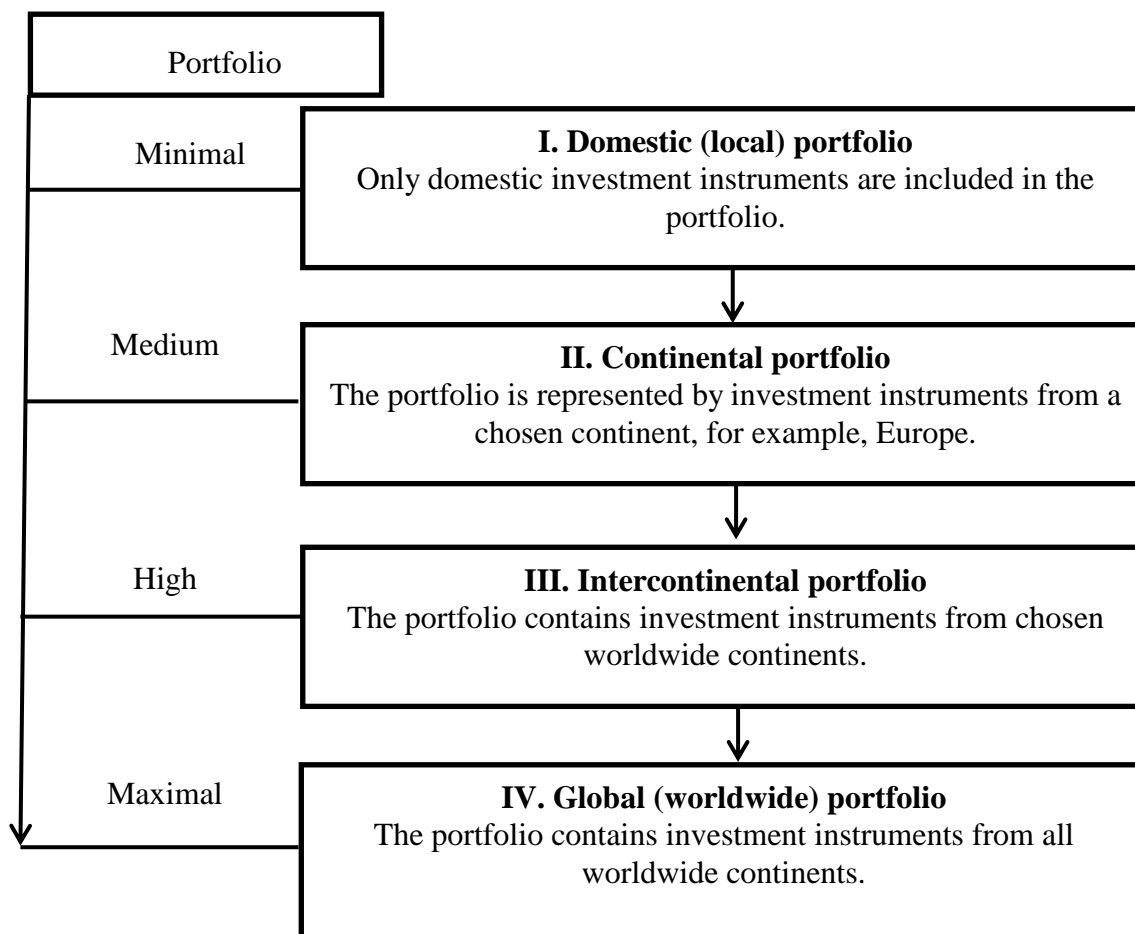 Portfolio
Minimal
I. Domestic (local) portfolio
Only domestic investment instruments are included in the
portfolio.
Medium
II. Continental portfolio
The portfolio is represented by investment instruments from a
chosen continent, for example, Europe.
High
III. Intercontinental portfolio
The portfolio contains investment instruments from chosen
worldwide continents.
Maximal
IV. Global (worldwide) portfolio
The portfolio contains investment instruments from all
worldwide continents.